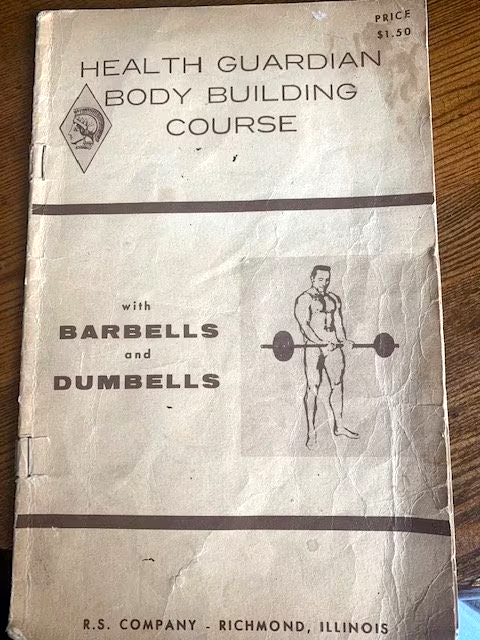 PRICE
$1.50
HEALTH GUARDIAN
BODY BUILDING
COURSE
with
BARBELLS
and
DUMBELLS
R.S. COMPANY - RICHMOND, ILLINOIS